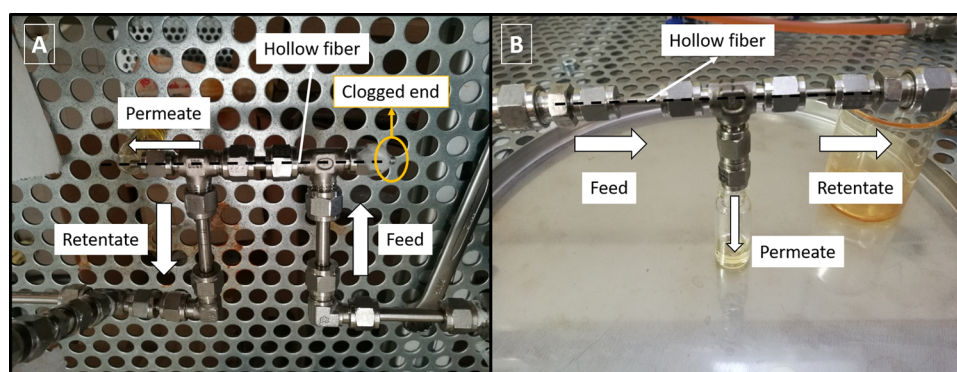 A
Hollow fiber
Clogged end
Permeate
Retentate
Feed
B
Hollow fiber
Feed
Retentate
Permeate